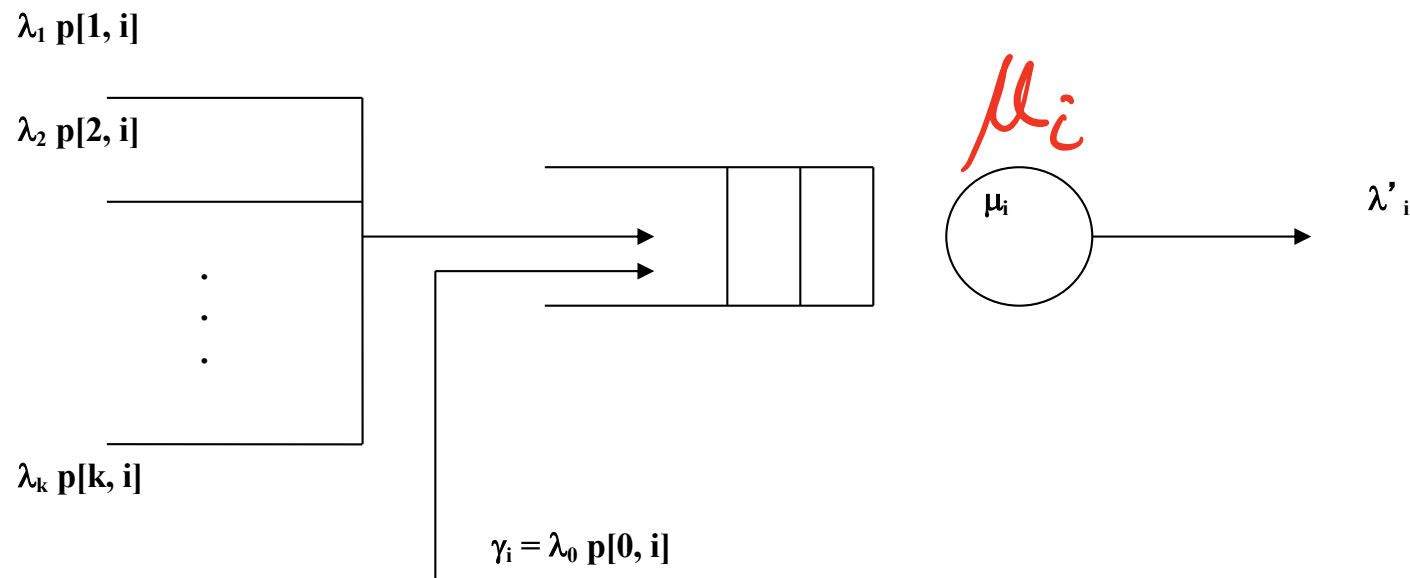 λ₁ p[1, i]
μᵢ
λ₂ p[2, i]
μᵢ
λ’ ᵢ
.
.
.
λₖ p[k, i]
γᵢ = λ₀ p[0, i]